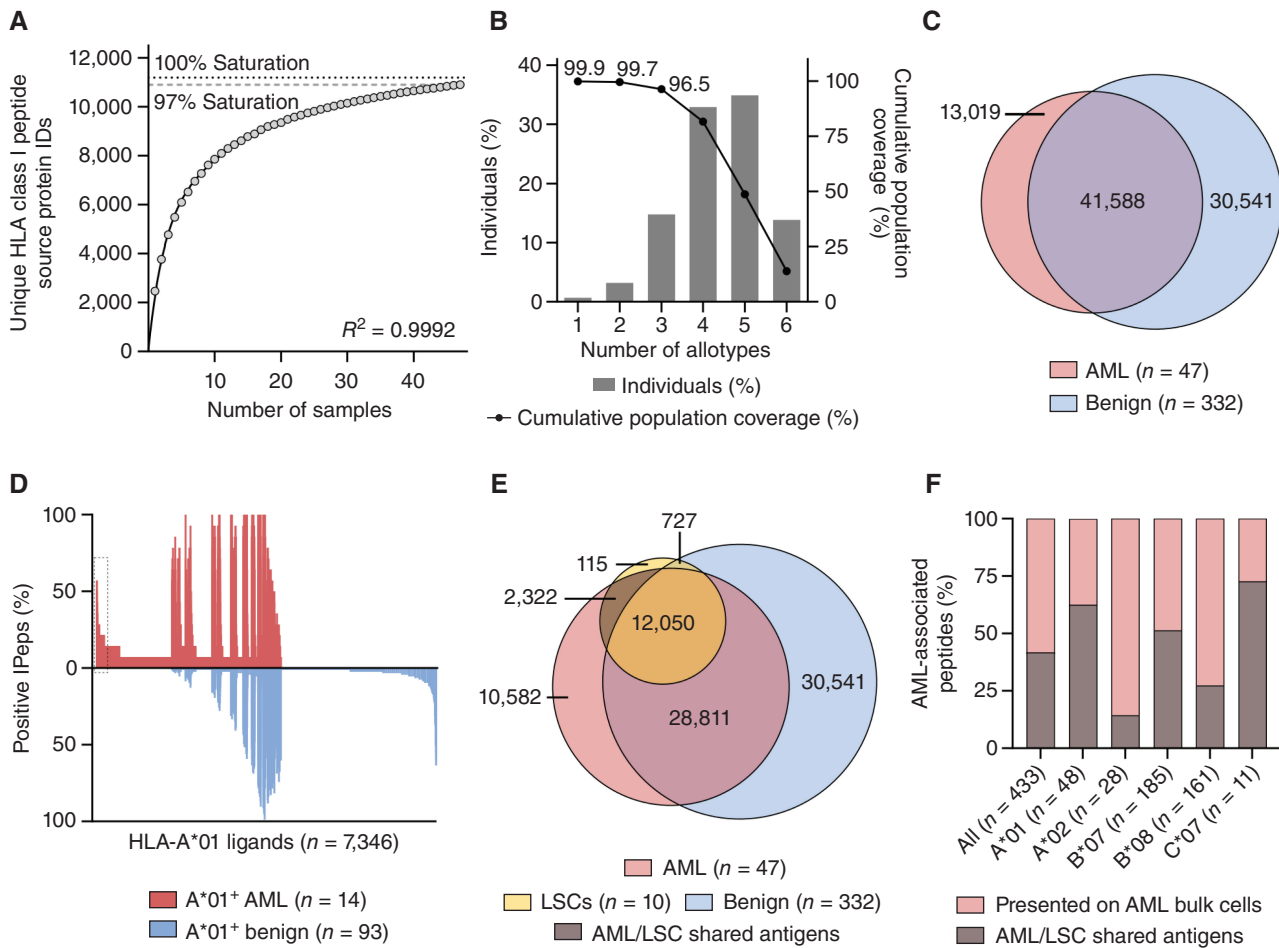 A
Unique HLA class I peptide
source protein IDs
12,000
10,000
8,000
6,000
4,000
2,000
0
100% Saturation
97% Saturation
R² = 0.9992
10
20
30
40
Number of samples
B
Individuals (%)
40
30
20
10
0
99.9
99.7
96.5
100
75
50
25
0
Cumulative population
coverage (%)
1
2
3
4
5
6
Number of allotypes
Individuals (%)
Cumulative population coverage (%)
C
13,019
41,588
30,541
AML (n = 47)
Benign (n = 332)
D
Positive IPeps (%)
100
50
0
50
100
HLA-A*01 ligands (n = 7,346)
A*01⁺ AML (n = 14)
A*01⁺ benign (n = 93)
E
727
115
2,322
12,050
10,582
28,811
30,541
AML (n = 47)
LSCs (n = 10)
Benign (n = 332)
AML/LSC shared antigens
F
AML-associated
peptides (%)
100
75
50
25
0
All (n = 433)
A*01 (n = 48)
A*02 (n = 28)
B*07 (n = 185)
B*08 (n = 161)
C*07 (n = 11)
Presented on AML bulk cells
AML/LSC shared antigens